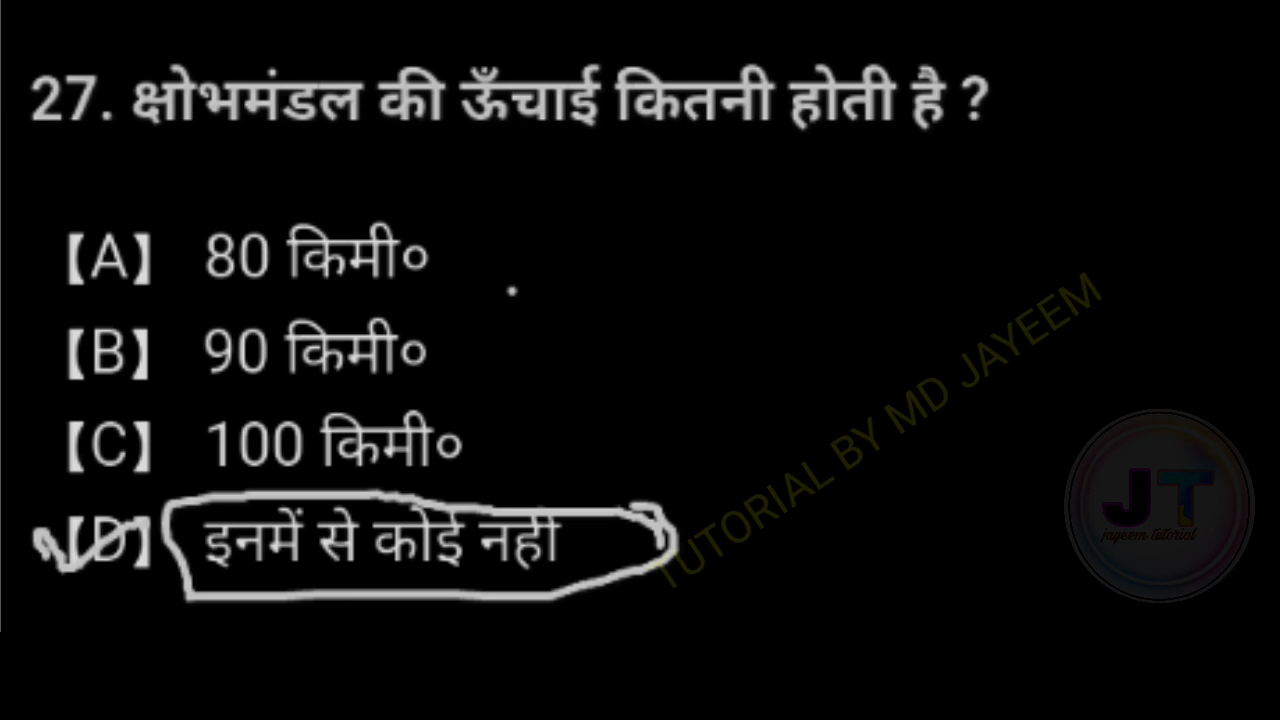 27. क्षोभमंडल की ऊँचाई कितनी होती है ?
【A】 80 किमी०
【B】 90 किमी०
【C】 100 किमी०
【D】 इनमें से कोई नहीं
TUTORIAL BY MD JAYEEM
JT
jayeem tutorial